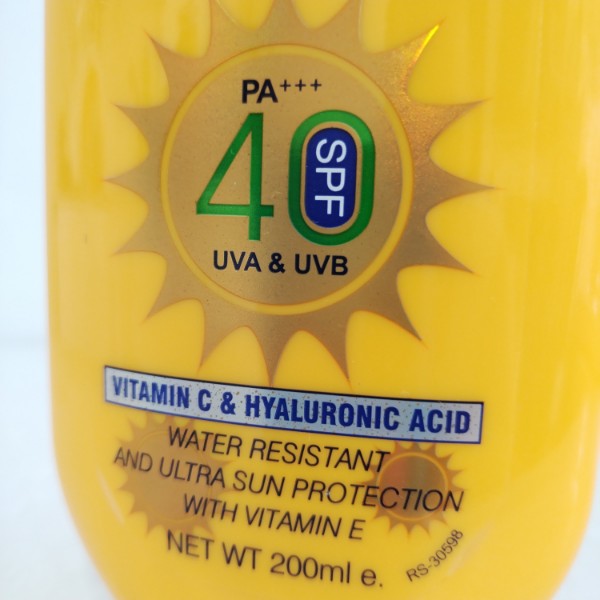 PA+++
40
SPF
UVA & UVB
VITAMIN C & HYALURONIC ACID
WATER RESISTANT
AND ULTRA SUN PROTECTION
WITH VITAMIN E
NET WT 200ml e.
RS-30598